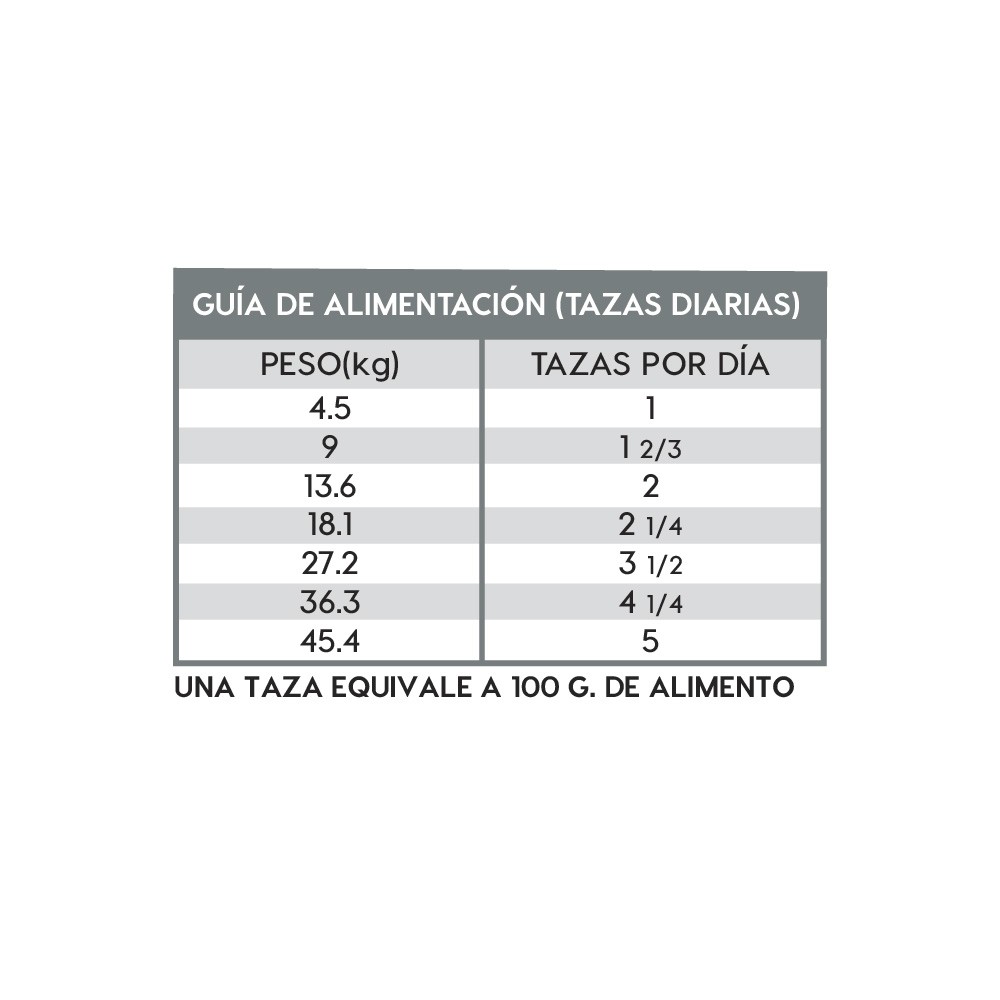 GUÍA DE ALIMENTACIÓN (TAZAS DIARIAS)
PESO(kg) TAZAS POR DÍA
4.5 1
9 1 2/3
13.6 2
18.1 2 1/4
27.2 3 1/2
36.3 4 1/4
45.4 5
UNA TAZA EQUIVALE A 100 G. DE ALIMENTO